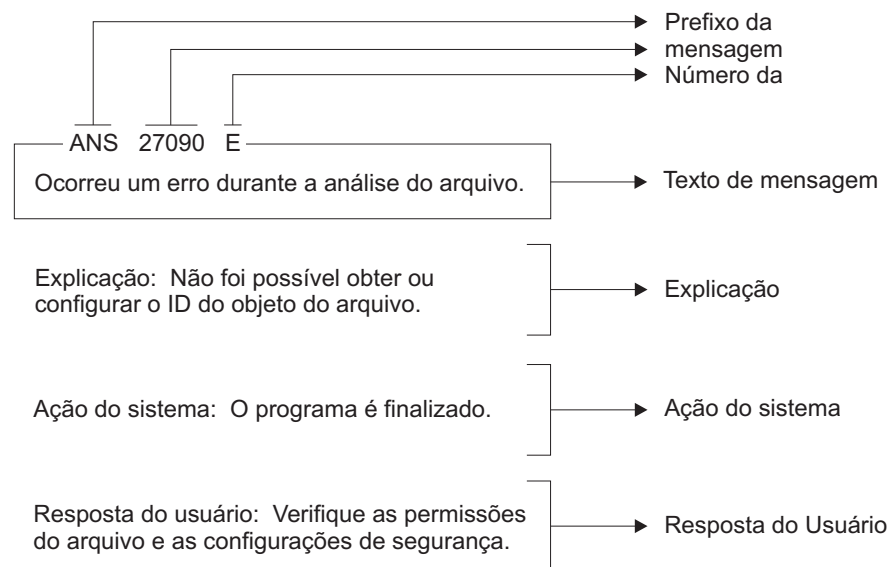 Prefixo da
mensagem
Número da
ANS 27090 E
Ocorreu um erro durante a análise do arquivo.
Texto de mensagem
Explicação: Não foi possível obter ou
configurar o ID do objeto do arquivo.
Explicação
Ação do sistema: O programa é finalizado.
Ação do sistema
Resposta do usuário: Verifique as permissões
do arquivo e as configurações de segurança.
Resposta do Usuário